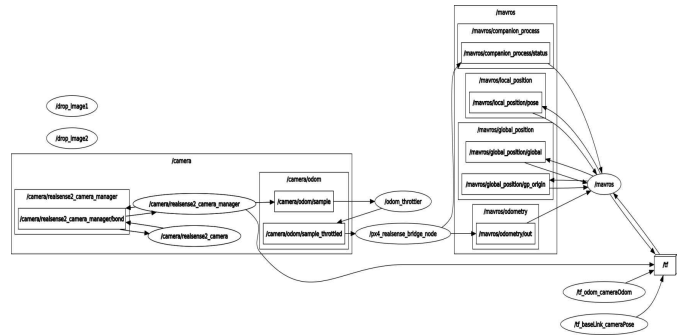 /mavros
/mavros/companion_process
/mavros/companion_process/status
/mavros/local_position
/mavros/local_position/pose
/drop_image1
/drop_image2
/mavros/global_position
/mavros/global_position/global
/mavros/global_position/gp_origin
/mavros
/camera
/camera/odom
/camera/realsense2_camera_manager
/camera/realsense2_camera_manager
/camera/odom/sample
/odom_throttler
/camera/realsense2_camera_manager/bond
/camera/realsense2_camera
/camera/odom/sample_throttled
/px4_realsense_bridge_node
/mavros/odometry
/mavros/odometry/out
/tf
/tf_odom_cameraOdom
/tf_baseLink_cameraPose